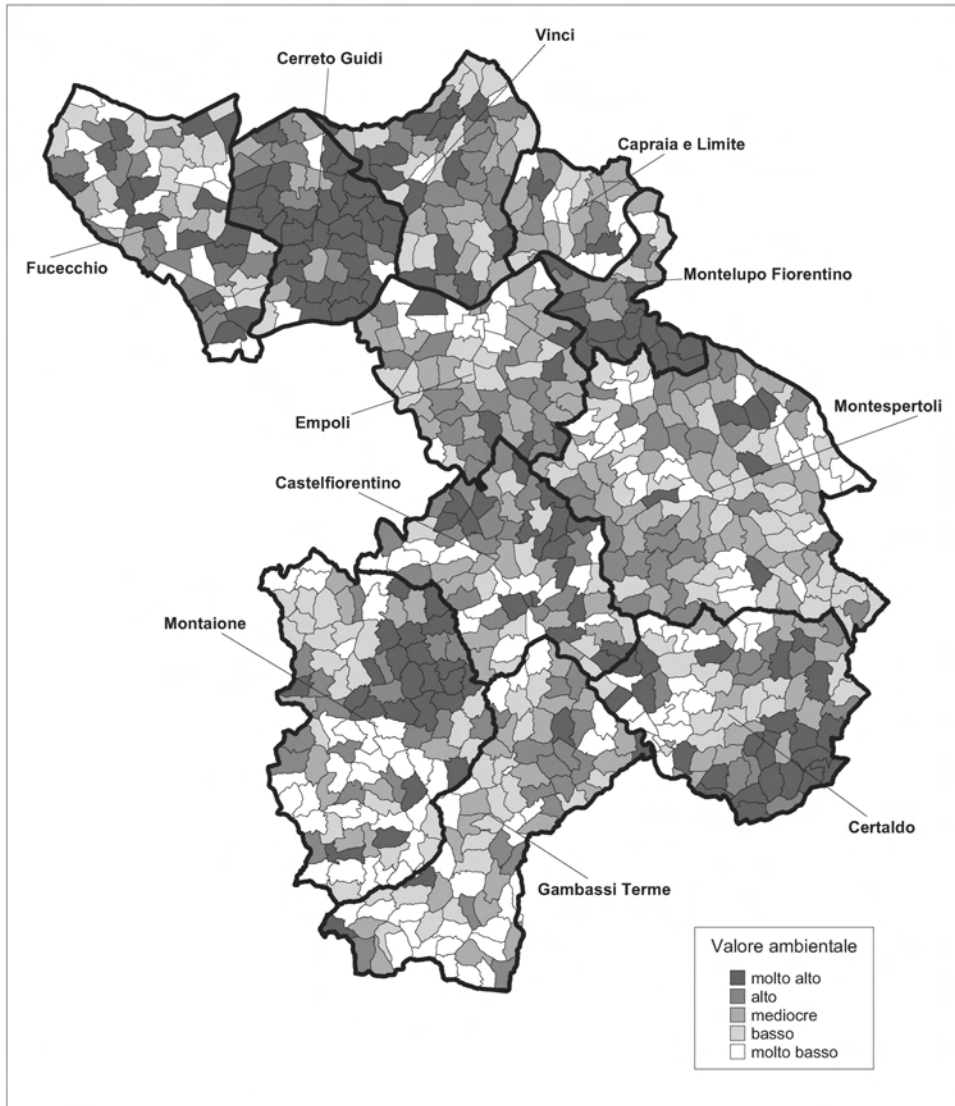 Vinci
Cerreto Guidi
Capraia e Limite
Fucecchio
Montelupo Fiorentino
Montespertoli
Empoli
Castelfiorentino
Montaione
Certaldo
Gambassi Terme
Valore ambientale
molto alto
alto
mediocre
basso
molto basso